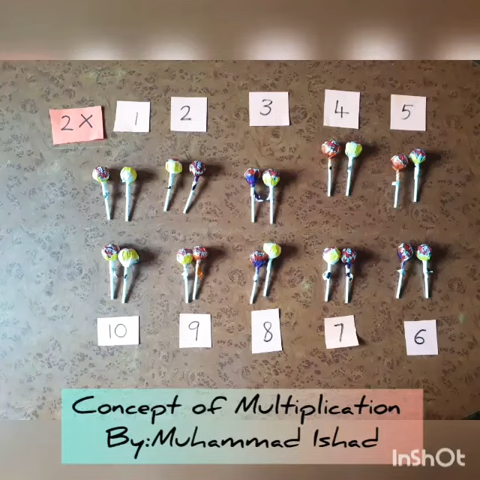 2X 1 2 3 4 5
10 9 8 7 6
Concept of Multiplication
By:Muhammad Ishad
InShOt